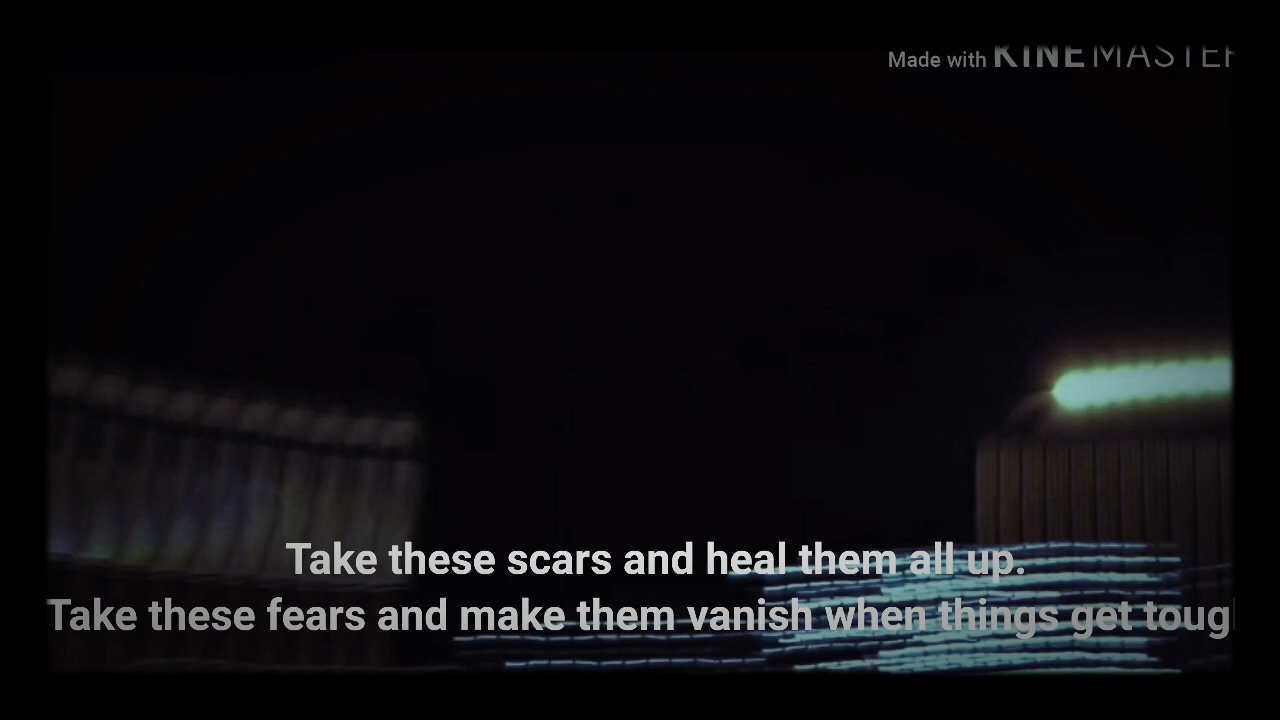 Made with KINEMASTER
Take these scars and heal them all up.
Take these fears and make them vanish when things get toug